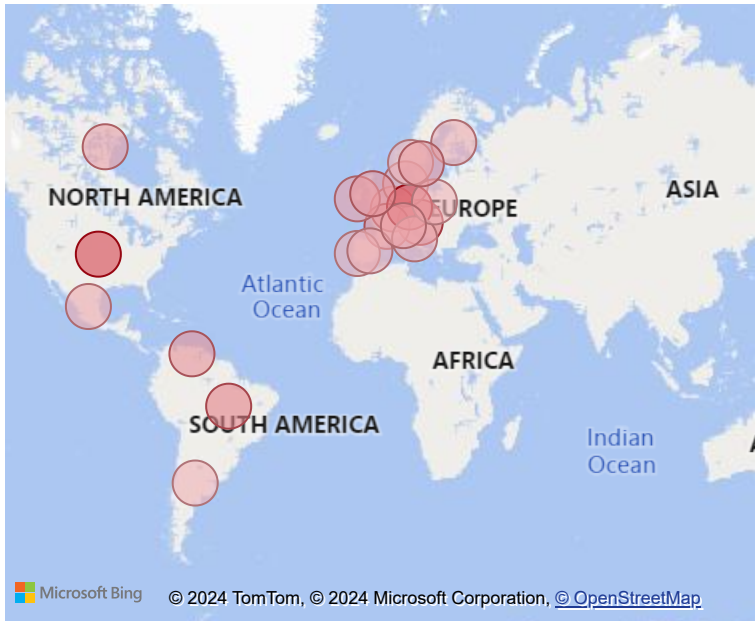 NORTH AMERICA
EUROPE
ASIA
Atlantic
Ocean
AFRICA
SOUTH AMERICA
Indian
Ocean
Microsoft Bing
© 2024 TomTom, © 2024 Microsoft Corporation, © OpenStreetMap